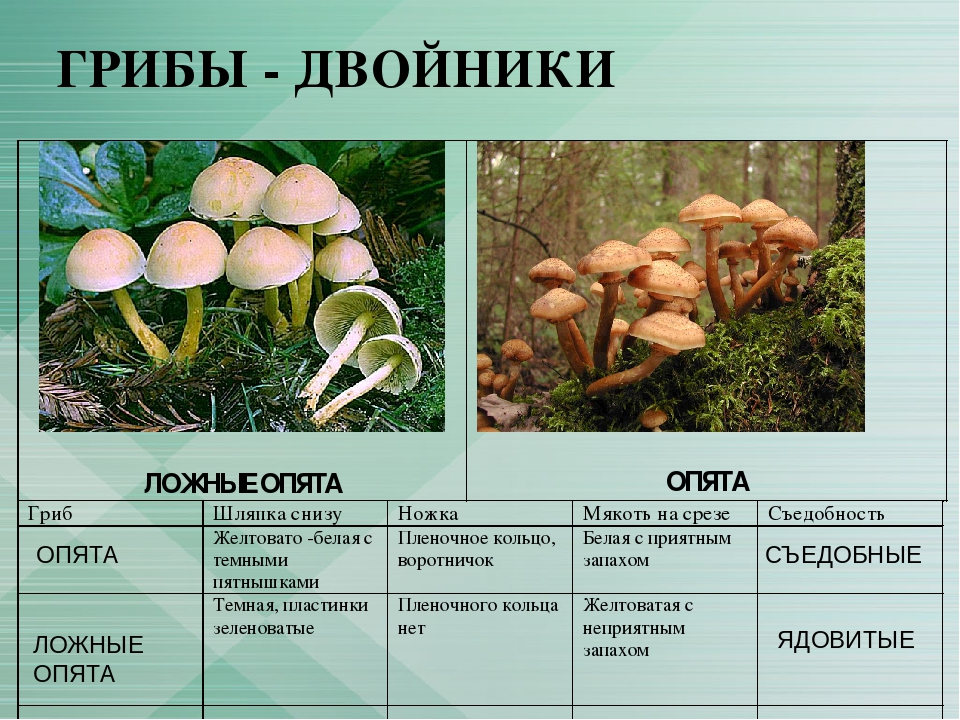 ГРИБЫ - ДВОЙНИКИ
ЛОЖНЫЕ ОПЯТА
ОПЯТА
Гриб Шляпка снизу Ножка Мякоть на срезе Съедобность
ОПЯТА
Желтовато -белая с
темными
пятнышками
Пленочное кольцо,
воротничок
Белая с приятным
запахом
СЪЕДОБНЫЕ
ЛОЖНЫЕ
ОПЯТА
Темная, пластинки
зеленоватые
Пленочного кольца
нет
Желтоватая с
неприятным
запахом
ЯДОВИТЫЕ